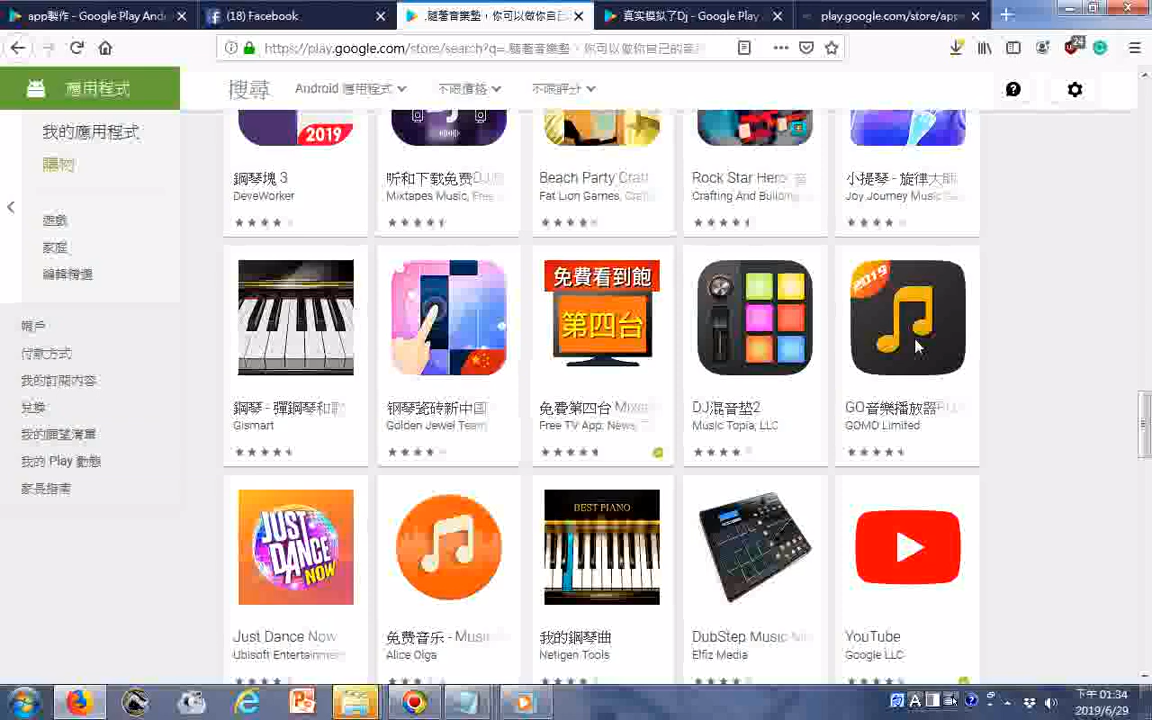 app製作 - Google Play And
(18) Facebook
隨著音樂墊，你可以做你自己
真实模拟了Dj - Google Play
play.google.com/store/apps
https://play.google.com/store/search?q=隨著音樂墊，你可以做你自己的音
24
應用程式
搜尋
Android 應用程式
不限價格
不限評分
我的應用程式
購物
遊戲
家庭
編輯精選
帳戶
付款方式
我的訂閱內容
兌換
我的願望清單
我的 Play 動態
家長指南
2019
鋼琴塊 3
DeveWorker
听和下载免费DJ
Mixtapes Music, Free
Beach Party Craft
Fat Lion Games, Craft
Rock Star Hero
Crafting And Building
小提琴 - 旋律大師
Joy Journey Music
免費看到飽
第四台
2019
鋼琴 - 彈鋼琴和
Gismart
钢琴瓷砖新中国
Golden Jewel Team
免費第四台
Free TV App: News,
DJ混音墊2
Music Topia, LLC
GO音樂播放器
GOMO Limited
JUST
DANCE
NOW
BEST PIANO
Just Dance Now
Ubisoft Entertainment
免费音乐 - Music
Alice Olga
我的鋼琴曲
Netigen Tools
DubStep Music
Elfiz Media
YouTube
Google LLC
下午 01:34
2019/6/29